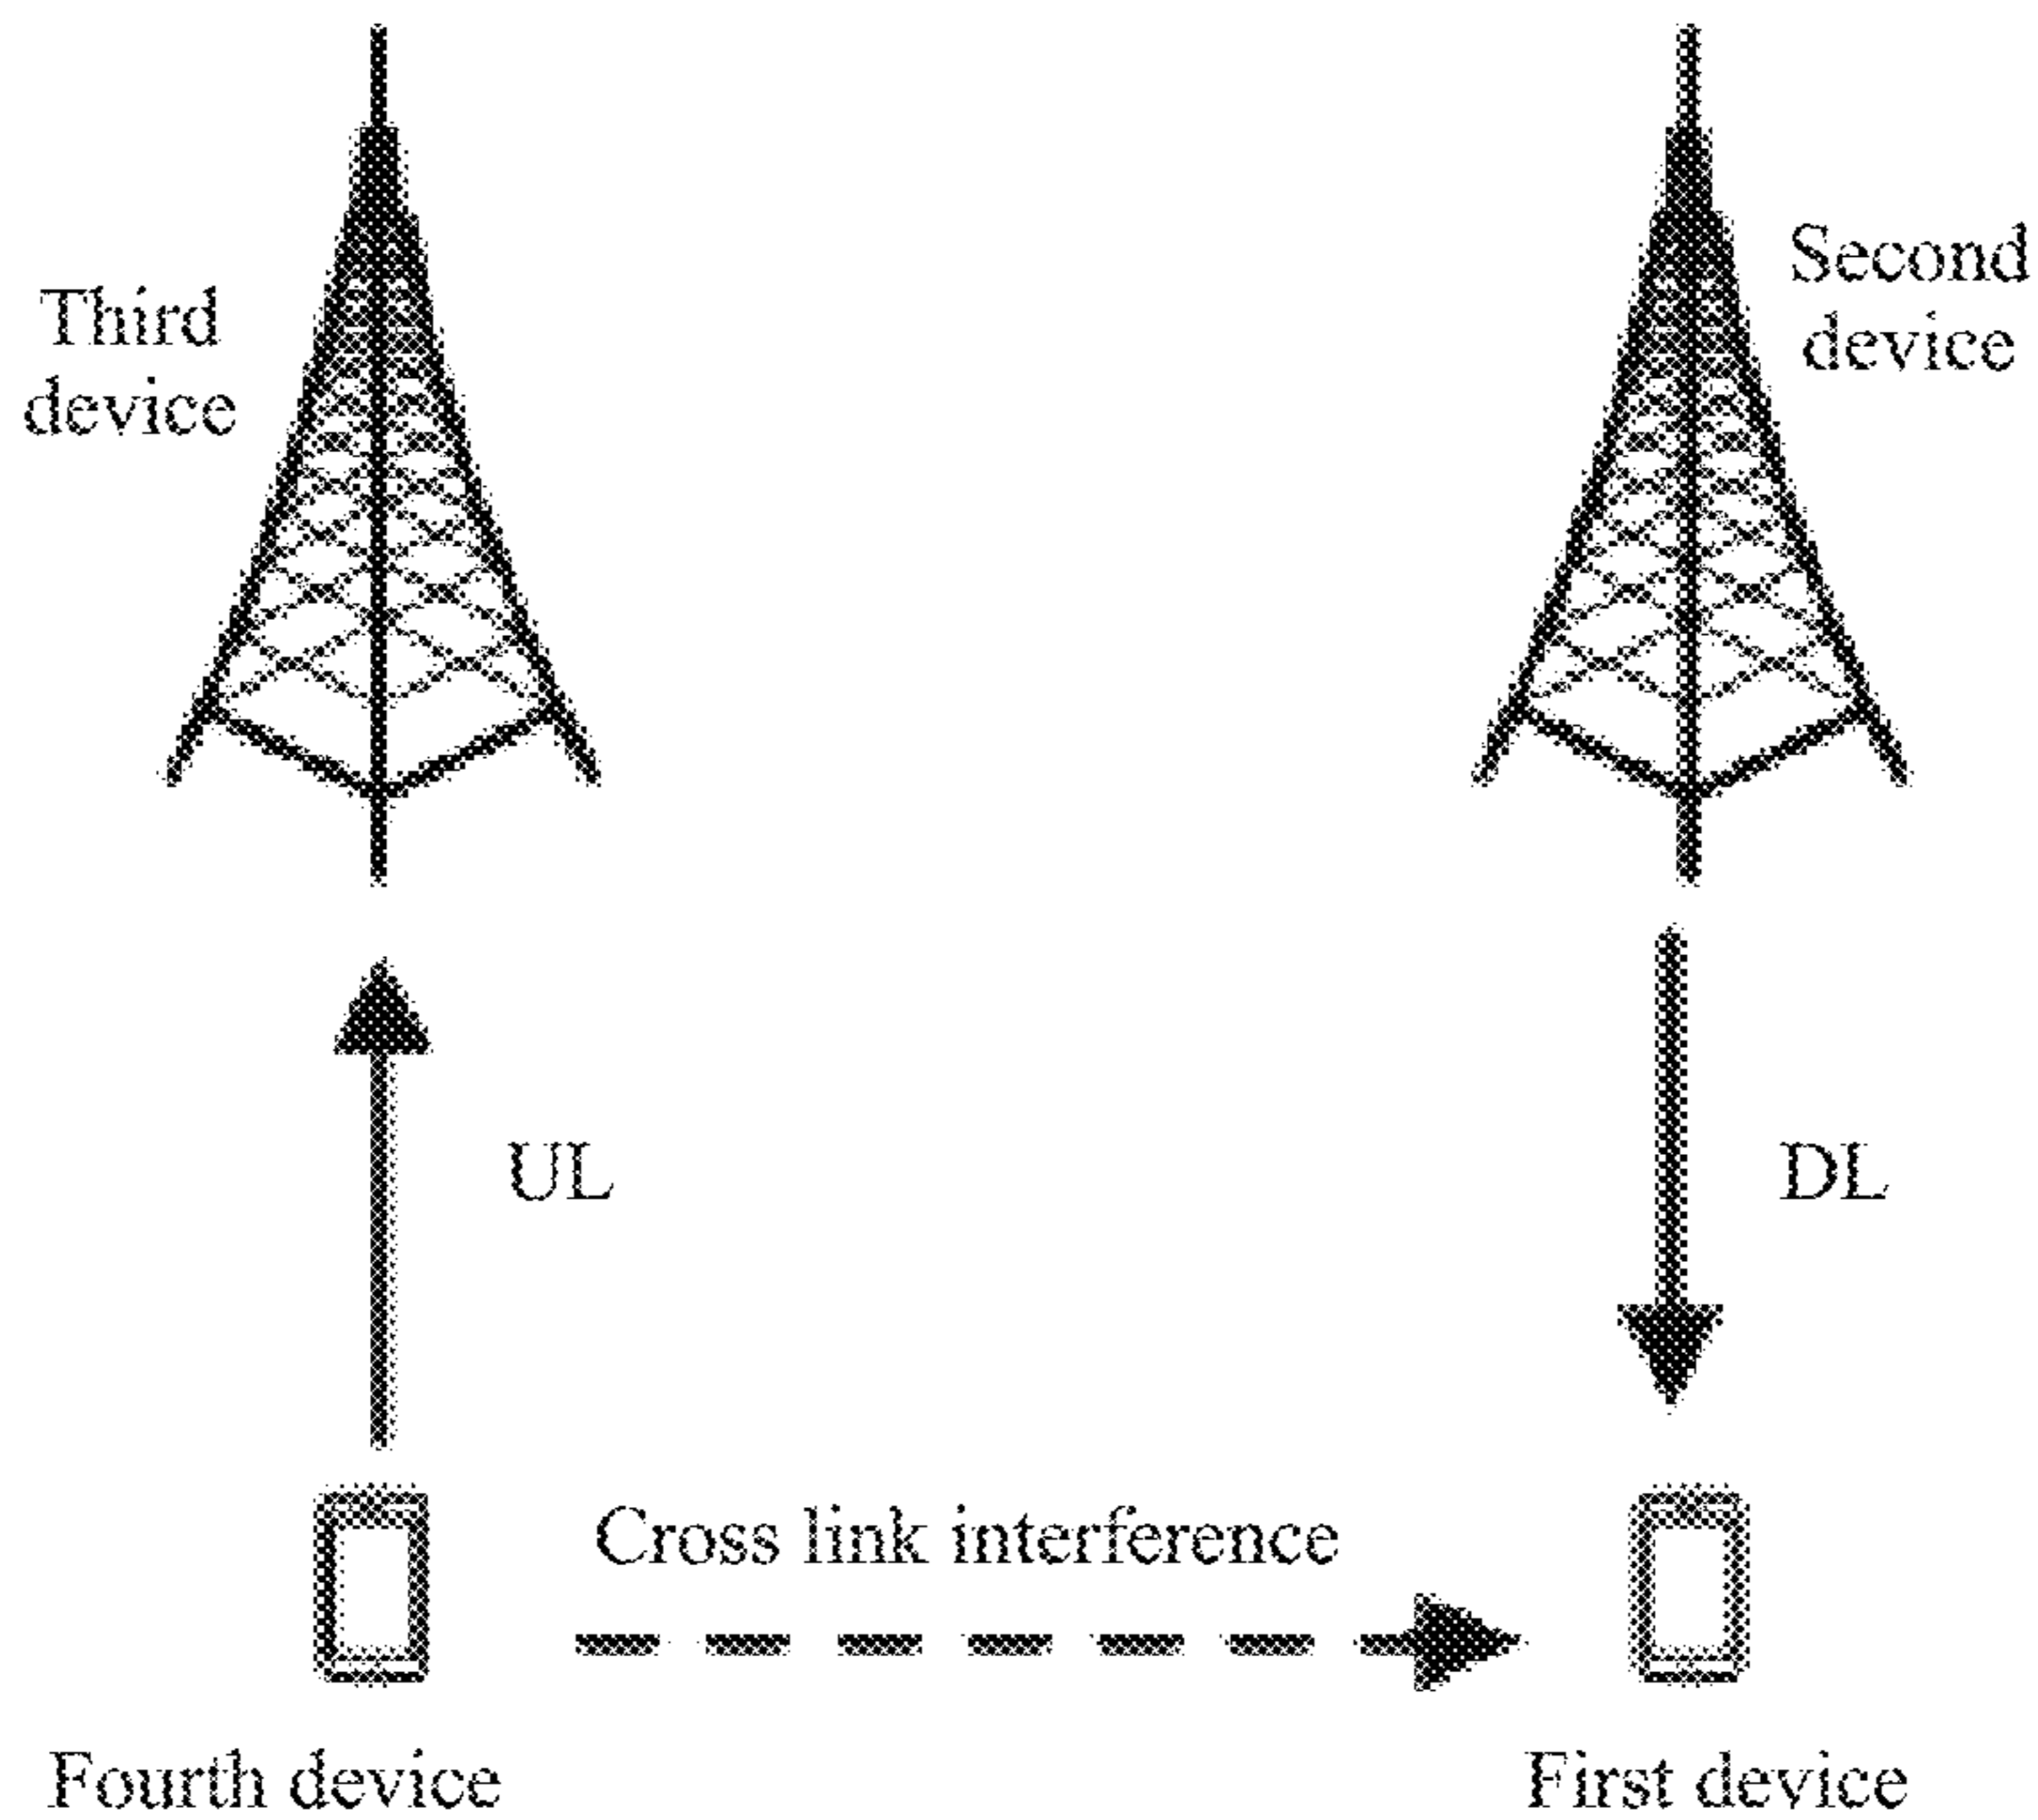 Third
device
Second
device
UL
DL
Cross link interference
Fourth device
First device